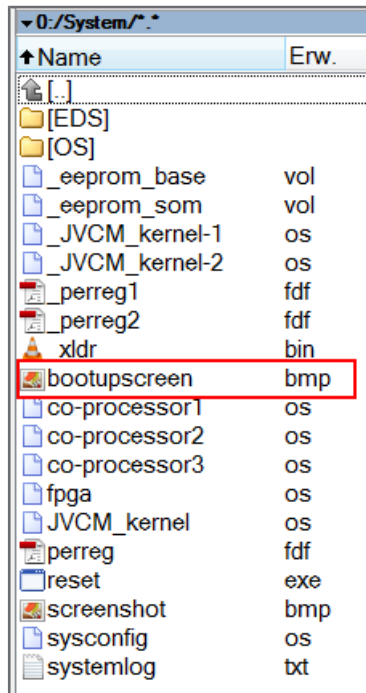 0:/System/*.*
Name Erw.
[..]
[EDS]
[OS]
_eeprom_base vol
_eeprom_som vol
_JVCM_kernel-1 os
_JVCM_kernel-2 os
_perreg1 fdf
_perreg2 fdf
_xldr bin
bootupscreen bmp
co-processor1 os
co-processor2 os
co-processor3 os
fpga os
JVCM_kernel os
perreg fdf
reset exe
screenshot bmp
sysconfig os
systemlog txt